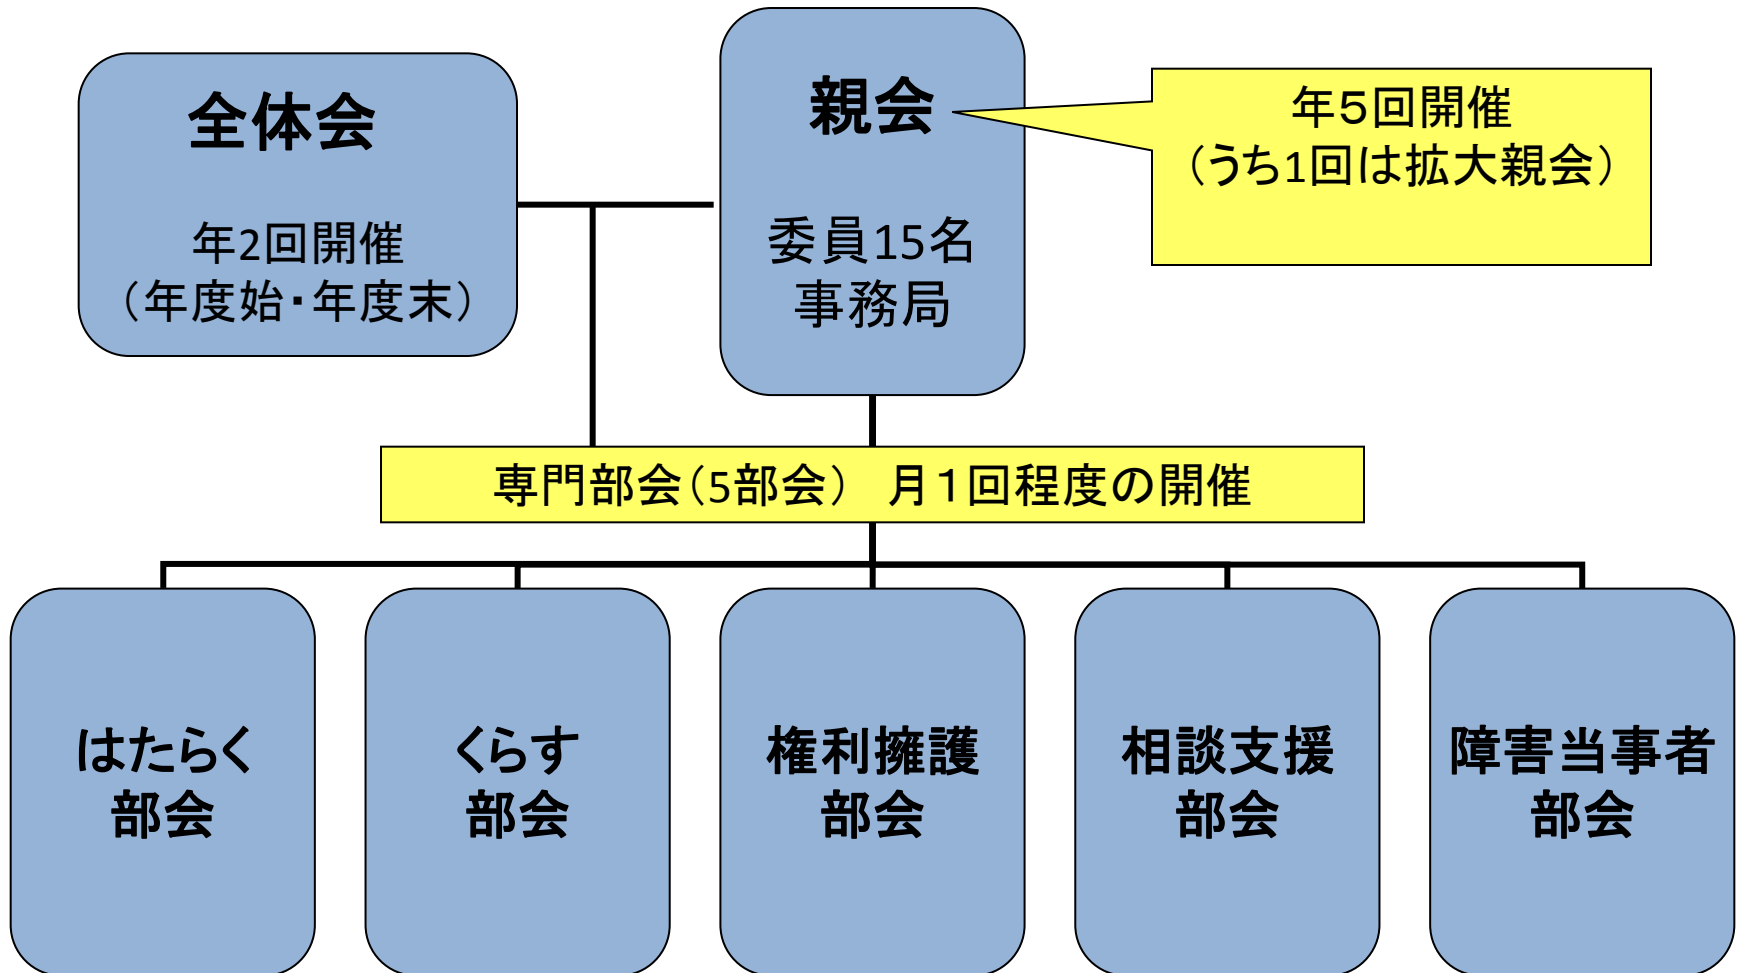 全体会
年2回開催
（年度始・年度末）
親会
委員15名
事務局
年５回開催
（うち1回は拡大親会）
専門部会（5部会）　月１回程度の開催
はたらく
部会
くらす
部会
権利擁護
部会
相談支援
部会
障害当事者
部会